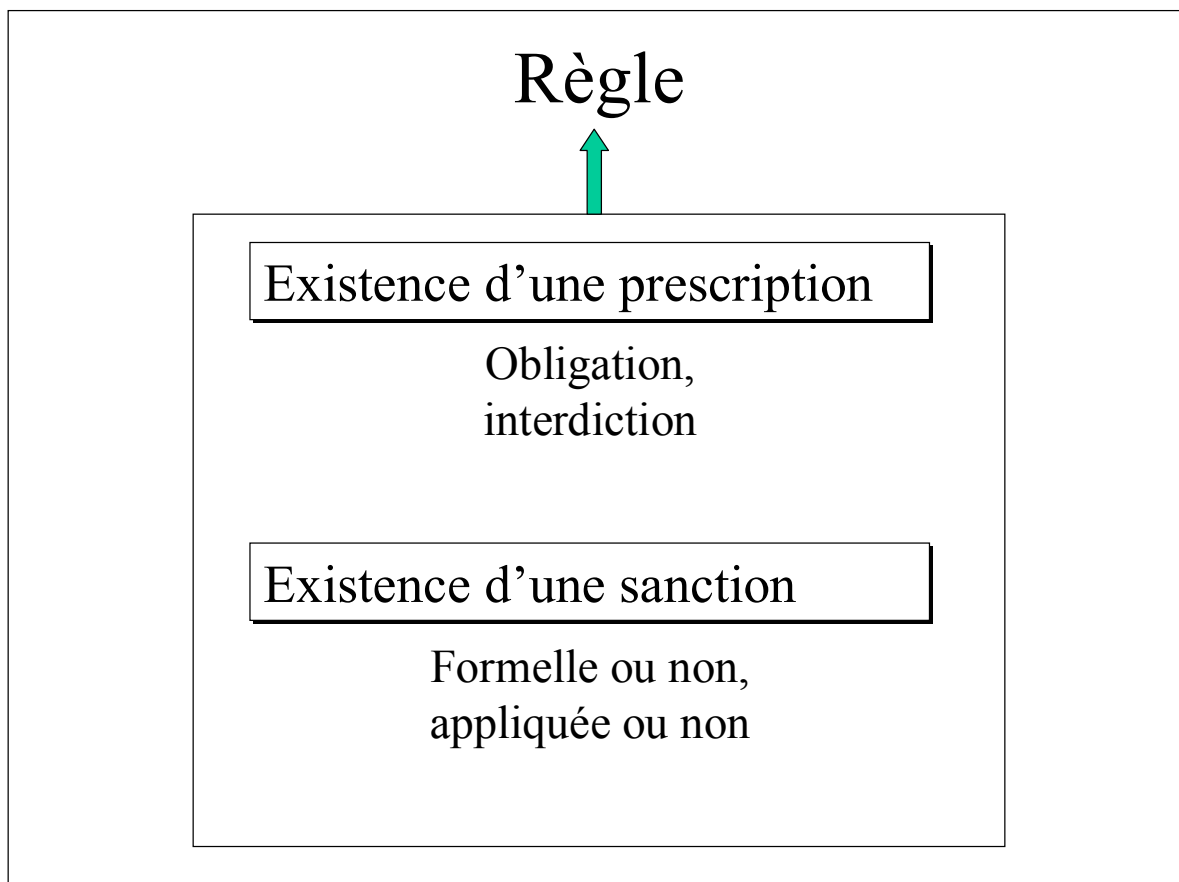 Règle
Existence d’une prescription
Obligation,
interdiction
Existence d’une sanction
Formelle ou non,
appliquée ou non